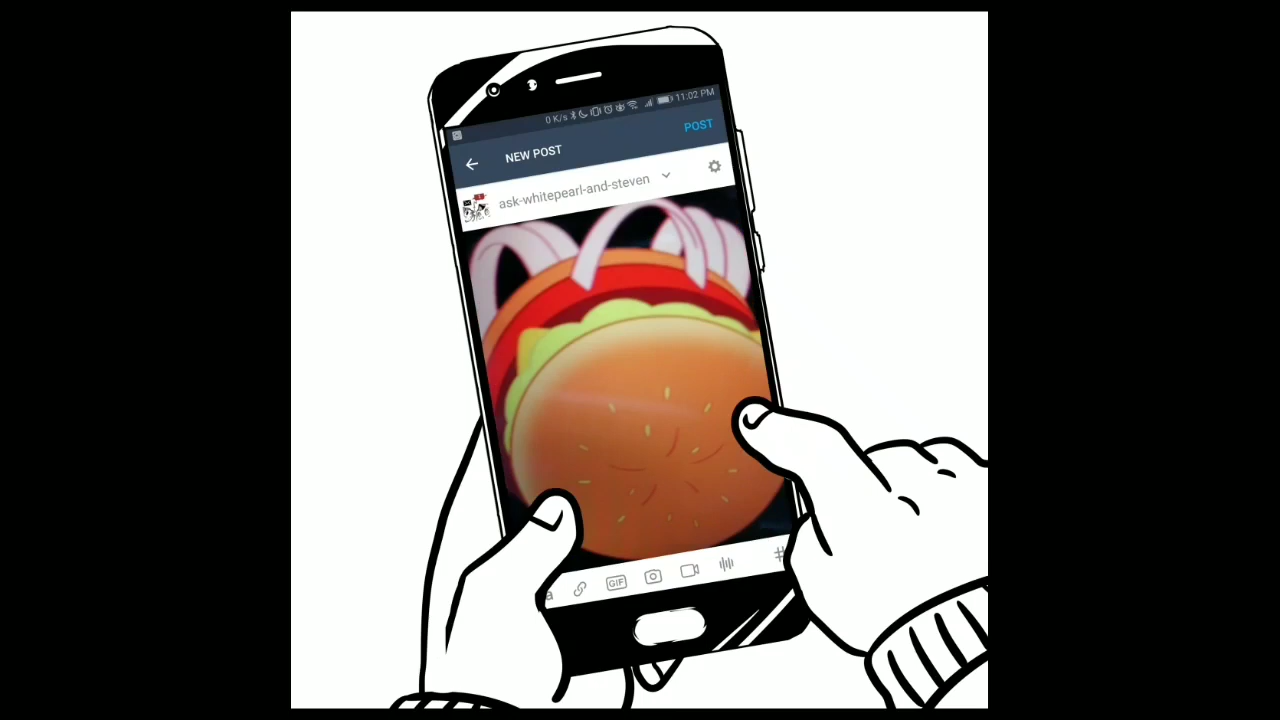 0 K/s 11:02 PM
NEW POST
POST
ask-whitepearl-and-steven
a
GIF
#